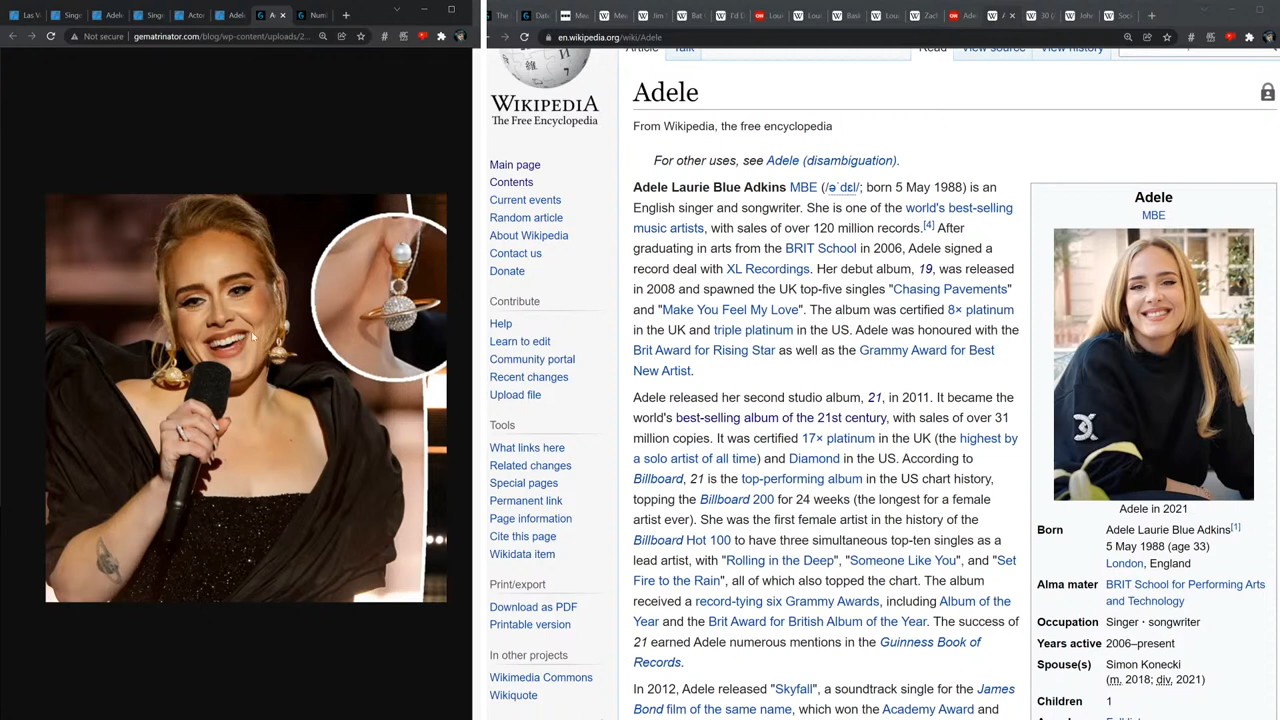 Las V
Adele
Singe
Actor
Adele
A
Num
The
Date
Mea
Jim
Bat
I'd D
Lou
Lou
Basi
Lou
Zacl
Ade
A
30 (
John
Soc
Not secure
gematrinator.com/blog/wp-content/uploads/2...
en.wikipedia.org/wiki/Adele
Article
Talk
Read
View source
View history
WIKIPEDIA
The Free Encyclopedia
Main page
Contents
Current events
Random article
About Wikipedia
Contact us
Donate
Contribute
Help
Learn to edit
Community portal
Recent changes
Upload file
Tools
What links here
Related changes
Special pages
Permanent link
Page information
Cite this page
Wikidata item
Print/export
Download as PDF
Printable version
In other projects
Wikimedia Commons
Wikiquote
Adele
From Wikipedia, the free encyclopedia
For other uses, see Adele (disambiguation).
Adele Laurie Blue Adkins MBE (/əˈdɛl/; born 5 May 1988) is an
English singer and songwriter. She is one of the world's best-selling
music artists, with sales of over 120 million records.[4] After
graduating in arts from the BRIT School in 2006, Adele signed a
record deal with XL Recordings. Her debut album, 19, was released
in 2008 and spawned the UK top-five singles "Chasing Pavements"
and "Make You Feel My Love". The album was certified 8× platinum
in the UK and triple platinum in the US. Adele was honoured with the
Brit Award for Rising Star as well as the Grammy Award for Best
New Artist.
Adele released her second studio album, 21, in 2011. It became the
world's best-selling album of the 21st century, with sales of over 31
million copies. It was certified 17× platinum in the UK (the highest by
a solo artist of all time) and Diamond in the US. According to
Billboard, 21 is the top-performing album in the US chart history,
topping the Billboard 200 for 24 weeks (the longest for a female
artist ever). She was the first female artist in the history of the
Billboard Hot 100 to have three simultaneous top-ten singles as a
lead artist, with "Rolling in the Deep", "Someone Like You", and "Set
Fire to the Rain", all of which also topped the chart. The album
received a record-tying six Grammy Awards, including Album of the
Year and the Brit Award for British Album of the Year. The success of
21 earned Adele numerous mentions in the Guinness Book of
Records.
In 2012, Adele released "Skyfall", a soundtrack single for the James
Bond film of the same name, which won the Academy Award and
Adele
MBE
Adele in 2021
Born Adele Laurie Blue Adkins[1]
5 May 1988 (age 33)
London, England
Alma mater BRIT School for Performing Arts
and Technology
Occupation Singer · songwriter
Years active 2006–present
Spouse(s) Simon Konecki
(m. 2018; div. 2021)
Children 1